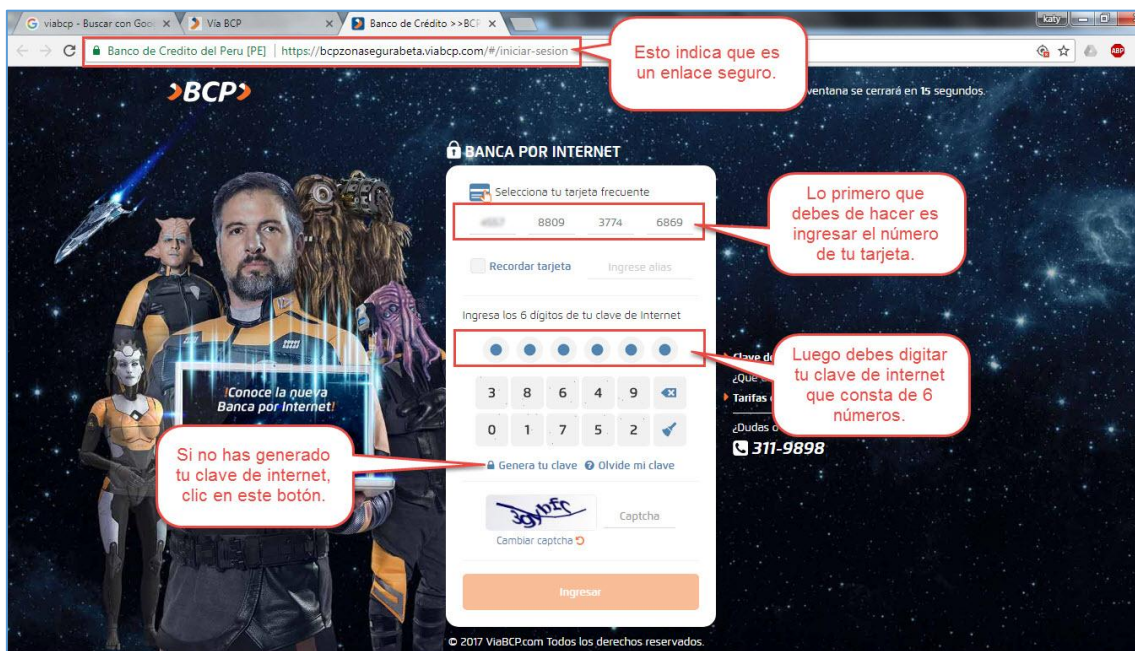 viabcp - Buscar con Goo
Via BCP
Banco de Crédito >>BCP
katy
Banco de Credito del Peru [PE]
https://bcpzonasegurabeta.viabcp.com/#/iniciar-sesion
ABP
Esto indica que es
un enlace seguro.
BCP
ventana se cerrará en 15 segundos.
BANCA POR INTERNET
Selecciona tu tarjeta frecuente
8809 3774 6869
Lo primero que
debes de hacer es
ingresar el número
de tu tarjeta.
Recordar tarjeta
Ingrese alias
Ingresa los 6 dígitos de tu clave de Internet
Luego debes digitar
tu clave de internet
que consta de 6
números.
3 8 6 4 9
0 1 7 5 2
Clave de
¿Que
Tarifas
¿Dudas o
311-9898
!Conoce la nueva
Banca por Internet!
Si no has generado
tu clave de internet,
clic en este botón.
Genera tu clave
Olvide mi clave
Captcha
Cambiar captcha
Ingresar
© 2017 ViaBCP.com Todos los derechos reservados.